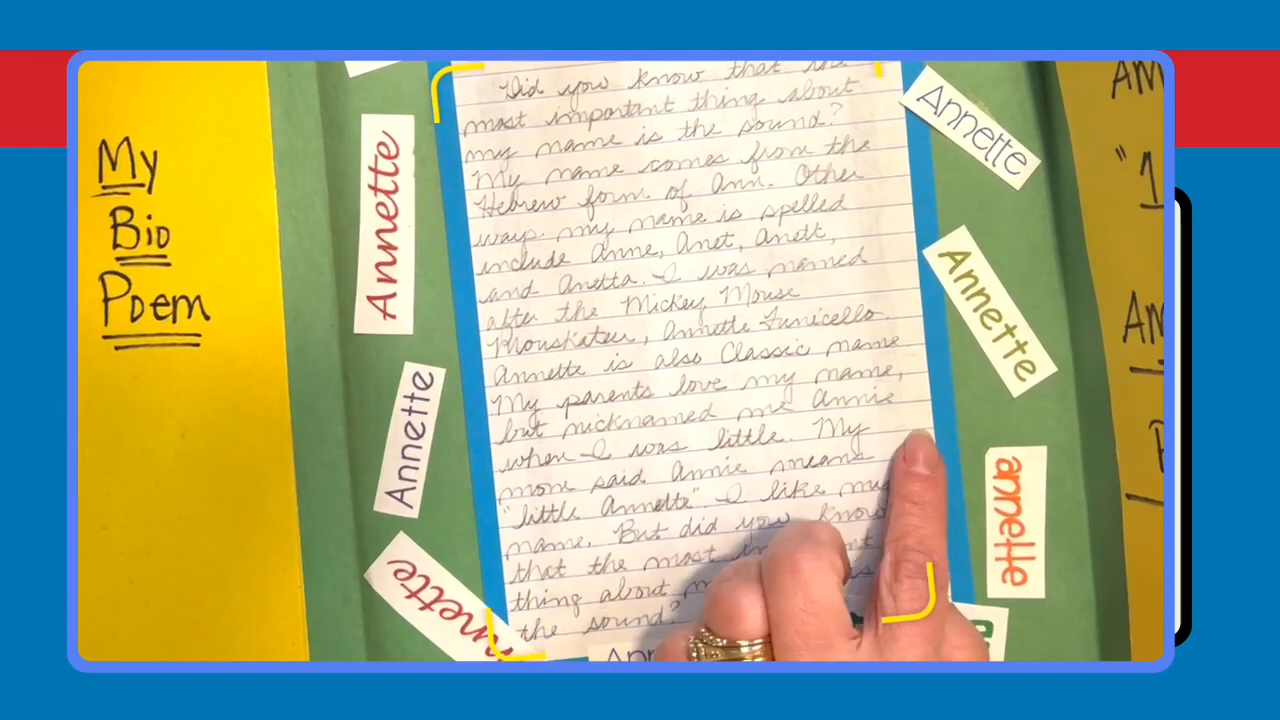 My
Bio
Poem
Annette
Annette
nnette
Did you know that the
most important thing about
my name is the sound?
My name comes from the
Hebrew form of Ann. Other
ways my name is spelled
include Anne, Anet, Anett,
and Anetta. I was named
after the Mickey Mouse
Mouskateer, Annette Funicello.
Annette is also Classic name
My parents love my name,
but nicknamed me Annie
when I was little. My
mom said Annie means
"little Annette". I like my
name. But did you know
that the most
thing about is
the sound?
Annette
Annette
annette
"1